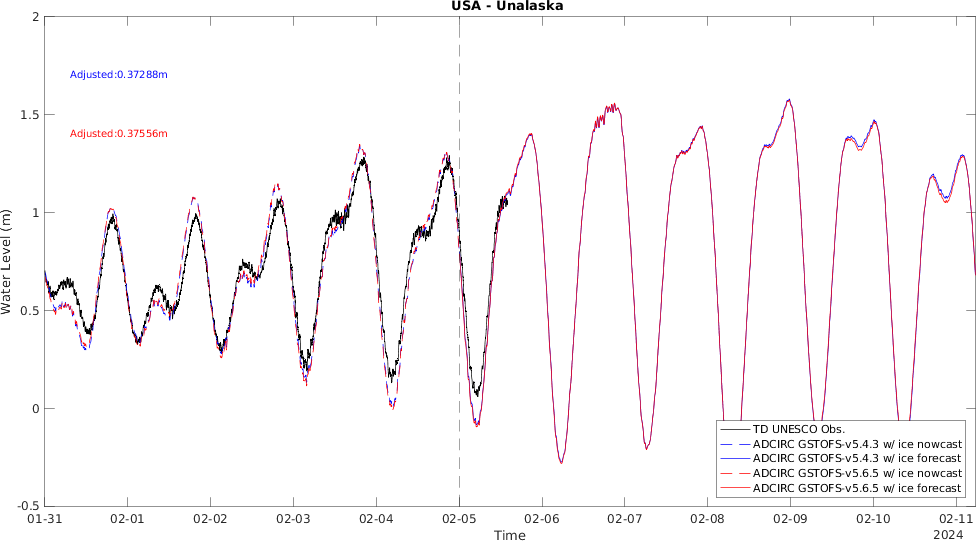 USA - Unalaska
2
1.5
1
0.5
0
-0.5
Water Level (m)
Adjusted:0.37288m
Adjusted:0.37556m
TD UNESCO Obs.
ADCIRC GSTOFS-v5.4.3 w/ ice nowcast
ADCIRC GSTOFS-v5.4.3 w/ ice forecast
ADCIRC GSTOFS-v5.6.5 w/ ice nowcast
ADCIRC GSTOFS-v5.6.5 w/ ice forecast
01-31 02-01 02-02 02-03 02-04 02-05 02-06 02-07 02-08 02-09 02-10 02-11
Time
2024